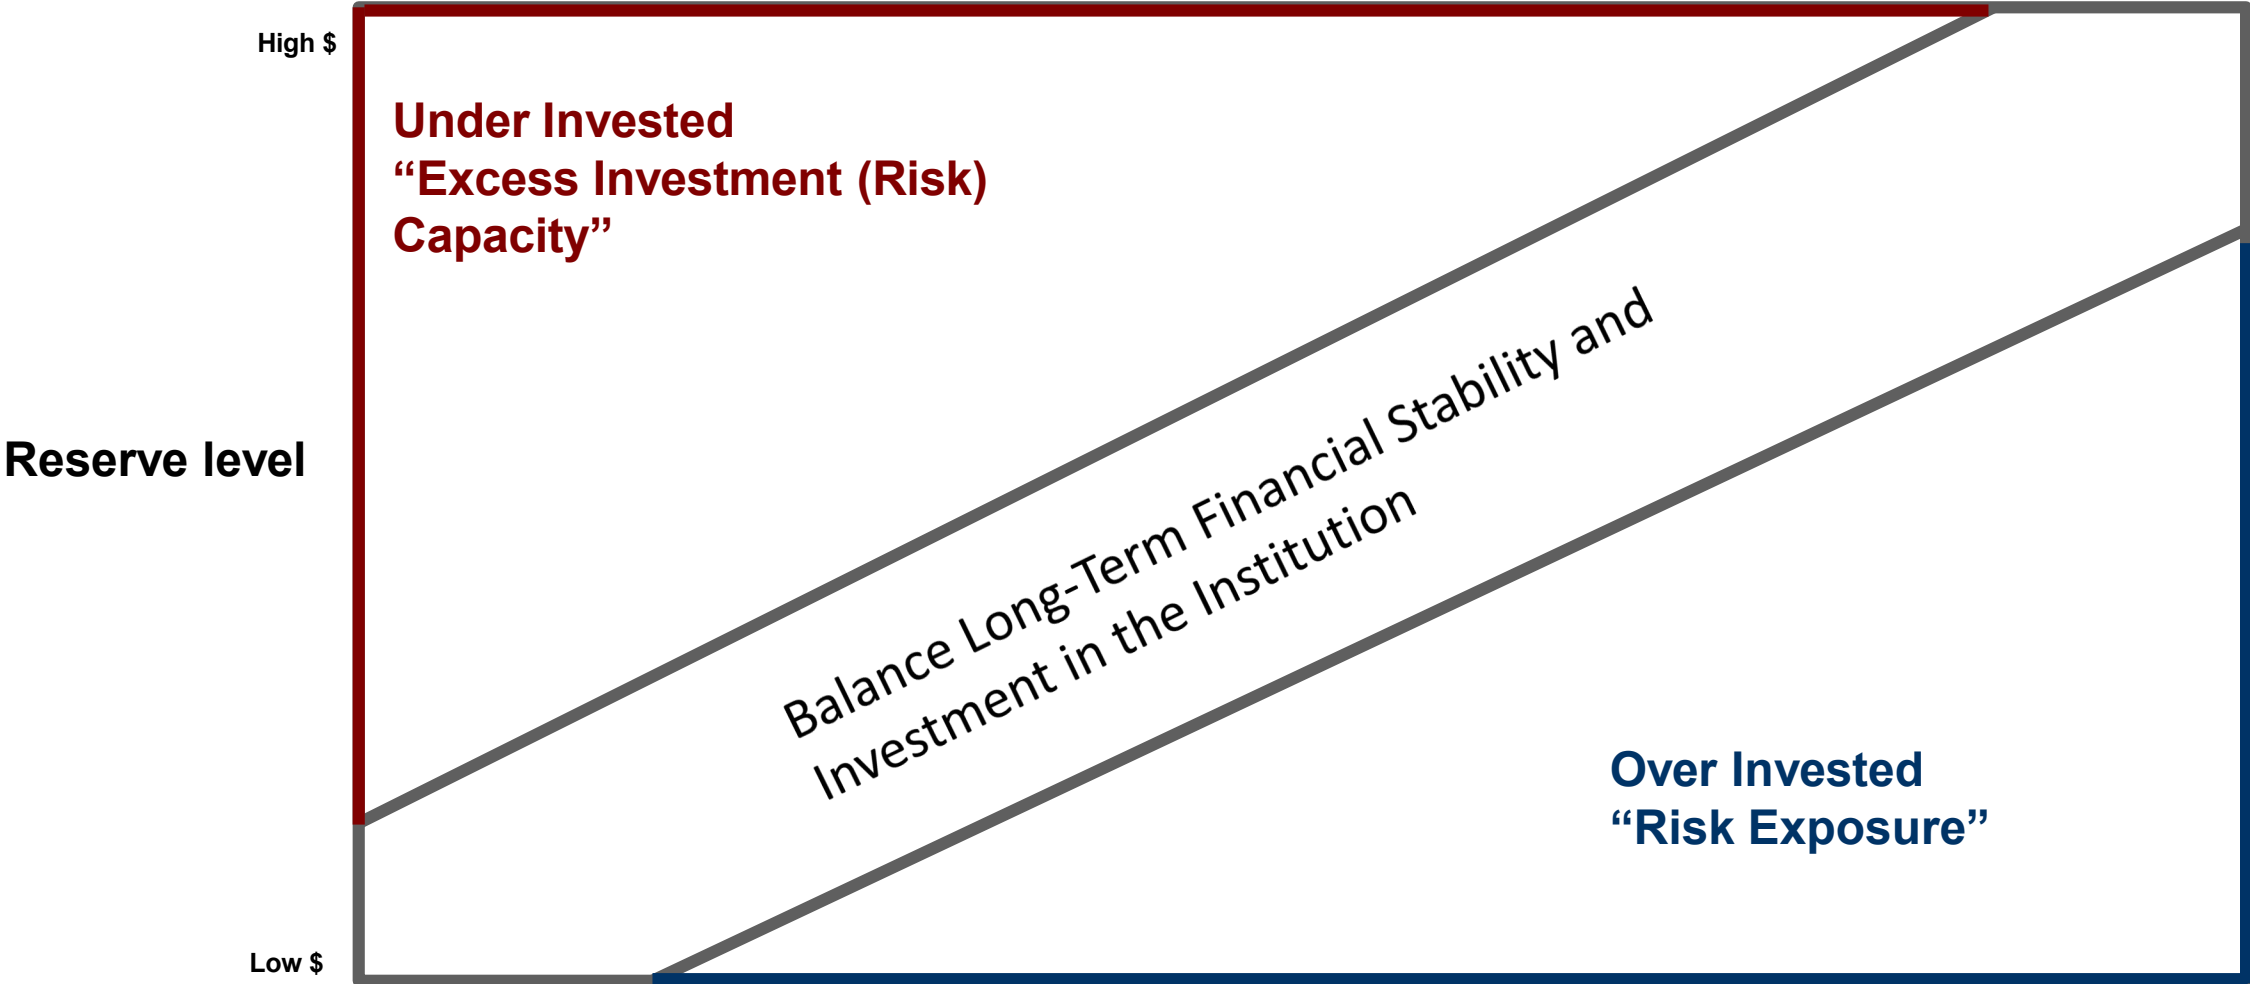 High $
Under Invested
“Excess Investment (Risk)
Capacity”
Reserve level
Balance Long-Term Financial Stability and
Investment in the Institution
Over Invested
“Risk Exposure”
Low $